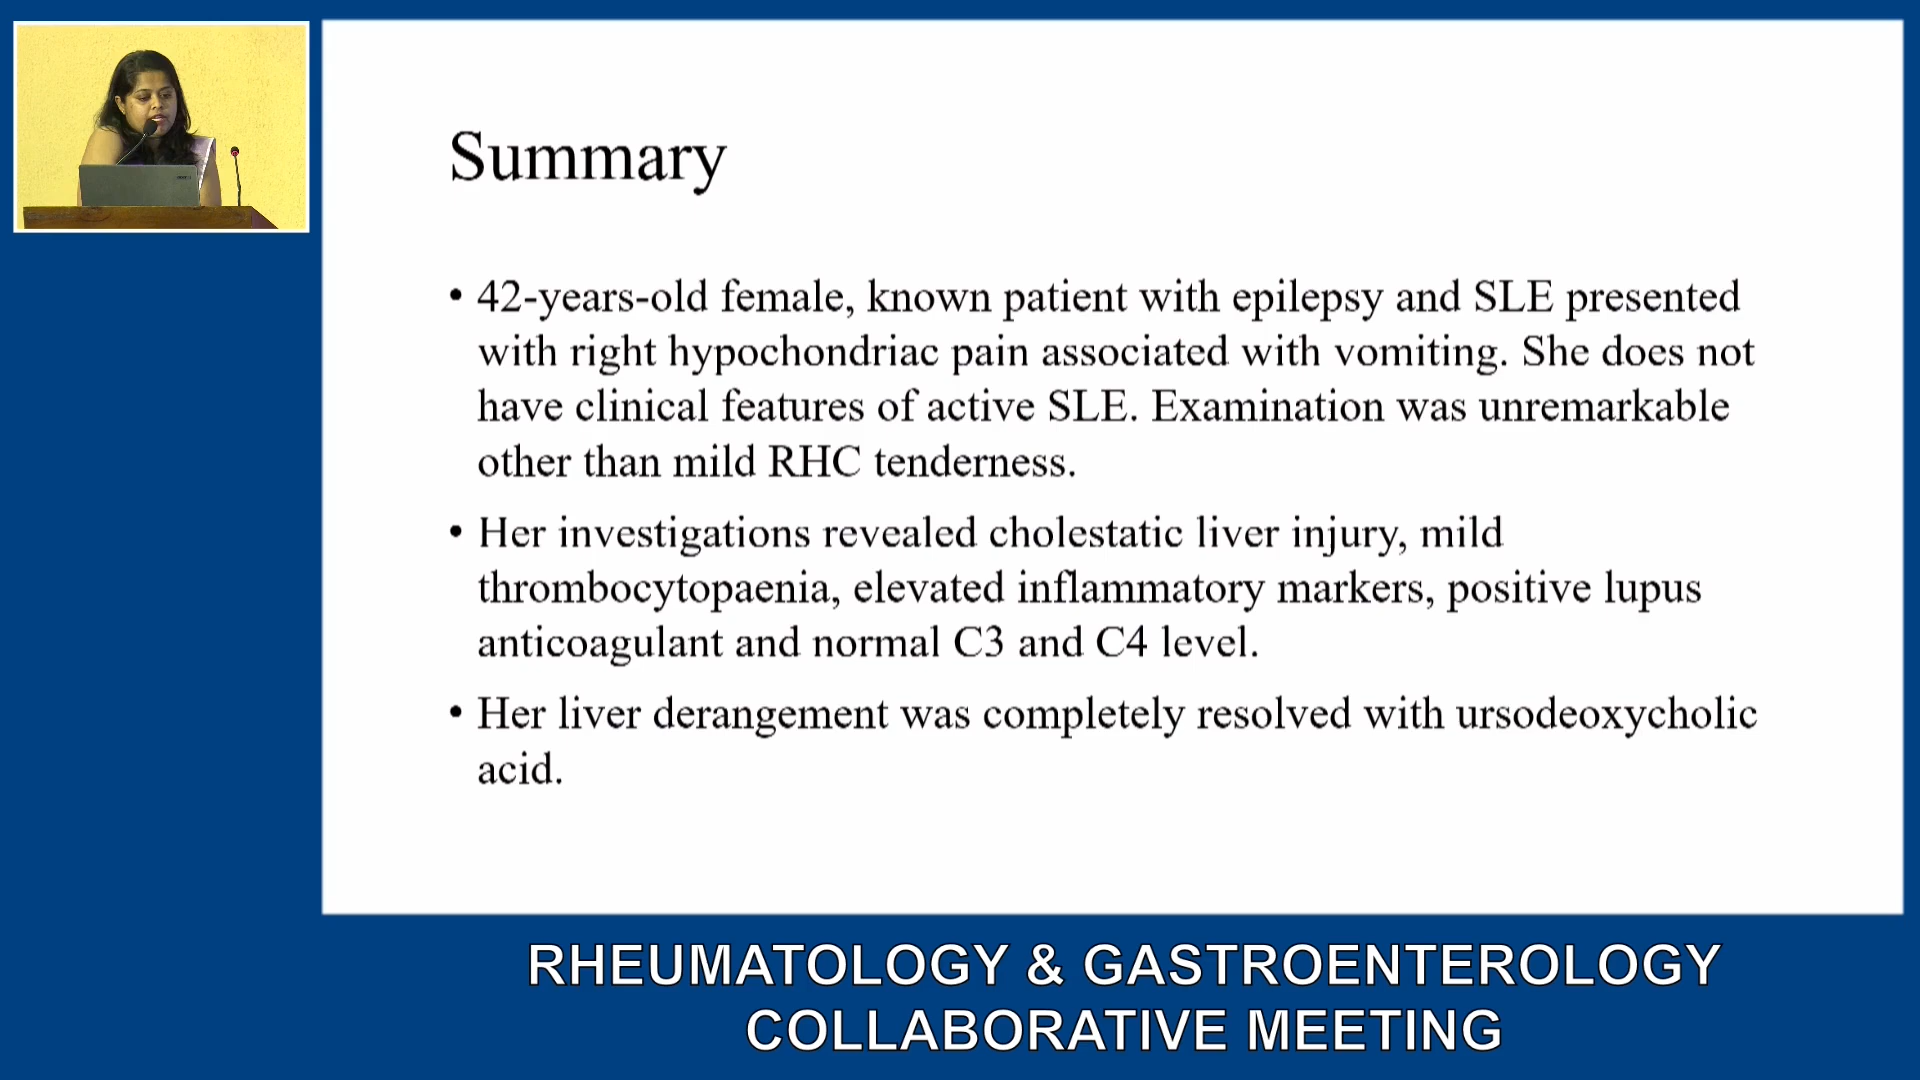 Summary
• 42-years-old female, known patient with epilepsy and SLE presented
with right hypochondriac pain associated with vomiting. She does not
have clinical features of active SLE. Examination was unremarkable
other than mild RHC tenderness.
• Her investigations revealed cholestatic liver injury, mild
thrombocytopaenia, elevated inflammatory markers, positive lupus
anticoagulant and normal C3 and C4 level.
• Her liver derangement was completely resolved with ursodeoxycholic
acid.
RHEUMATOLOGY & GASTROENTEROLOGY
COLLABORATIVE MEETING